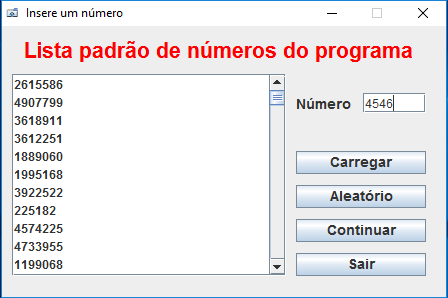 Insere um número
Lista padrão de números do programa
2615586
4907799
3618911
3612251
1889060
1995168
3922522
225182
4574225
4733955
1199068
Número 4546
Carregar
Aleatório
Continuar
Sair